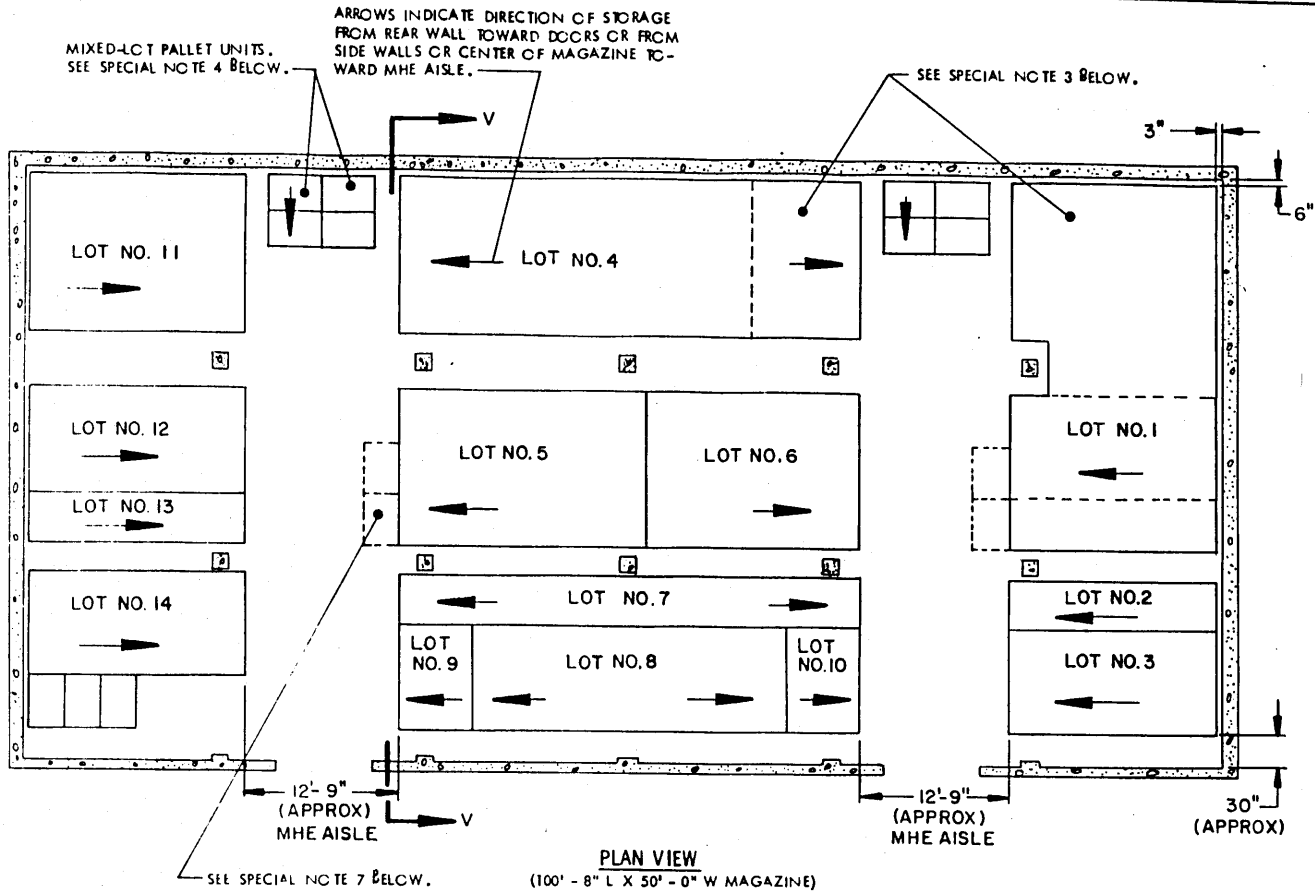 ARROWS INDICATE DIRECTION OF STORAGE
FROM REAR WALL TOWARD DOORS OR FROM
SIDE WALLS OR CENTER OF MAGAZINE TO-
WARD MHE AISLE.
MIXED-LOT PALLET UNITS.
SEE SPECIAL NOTE 4 BELOW.
SEE SPECIAL NOTE 3 BELOW.
V
3"
6"
LOT NO. 11
LOT NO.4
LOT NO. 12
LOT NO. 13
LOT NO.5
LOT NO.6
LOT NO.1
LOT NO. 14
LOT NO.7
LOT NO.2
LOT
NO. 9
LOT NO.8
LOT
NO.10
LOT NO.3
12'-9"
(APPROX)
MHE AISLE
V
12'-9"
(APPROX)
MHE AISLE
30"
(APPROX)
SEE SPECIAL NOTE 7 BELOW.
PLAN VIEW
(100' - 8" L X 50' - 0" W MAGAZINE)